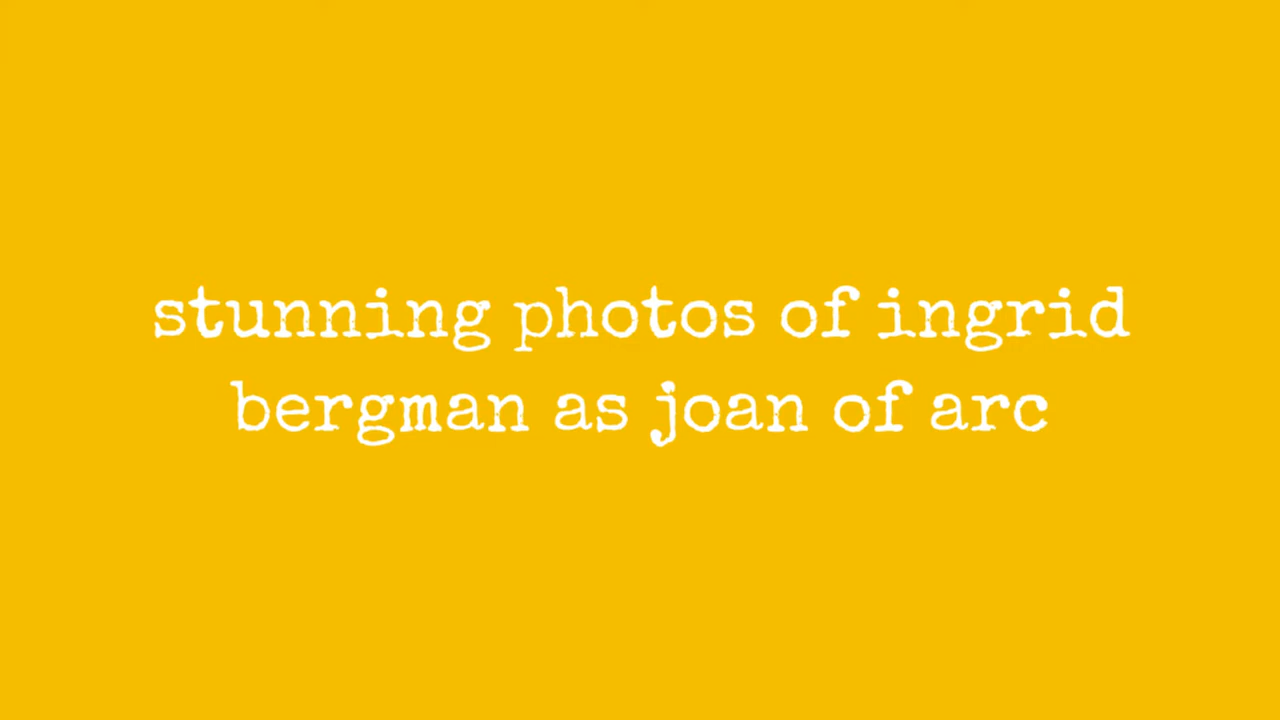 stunning photos of ingrid
bergman as joan of arc